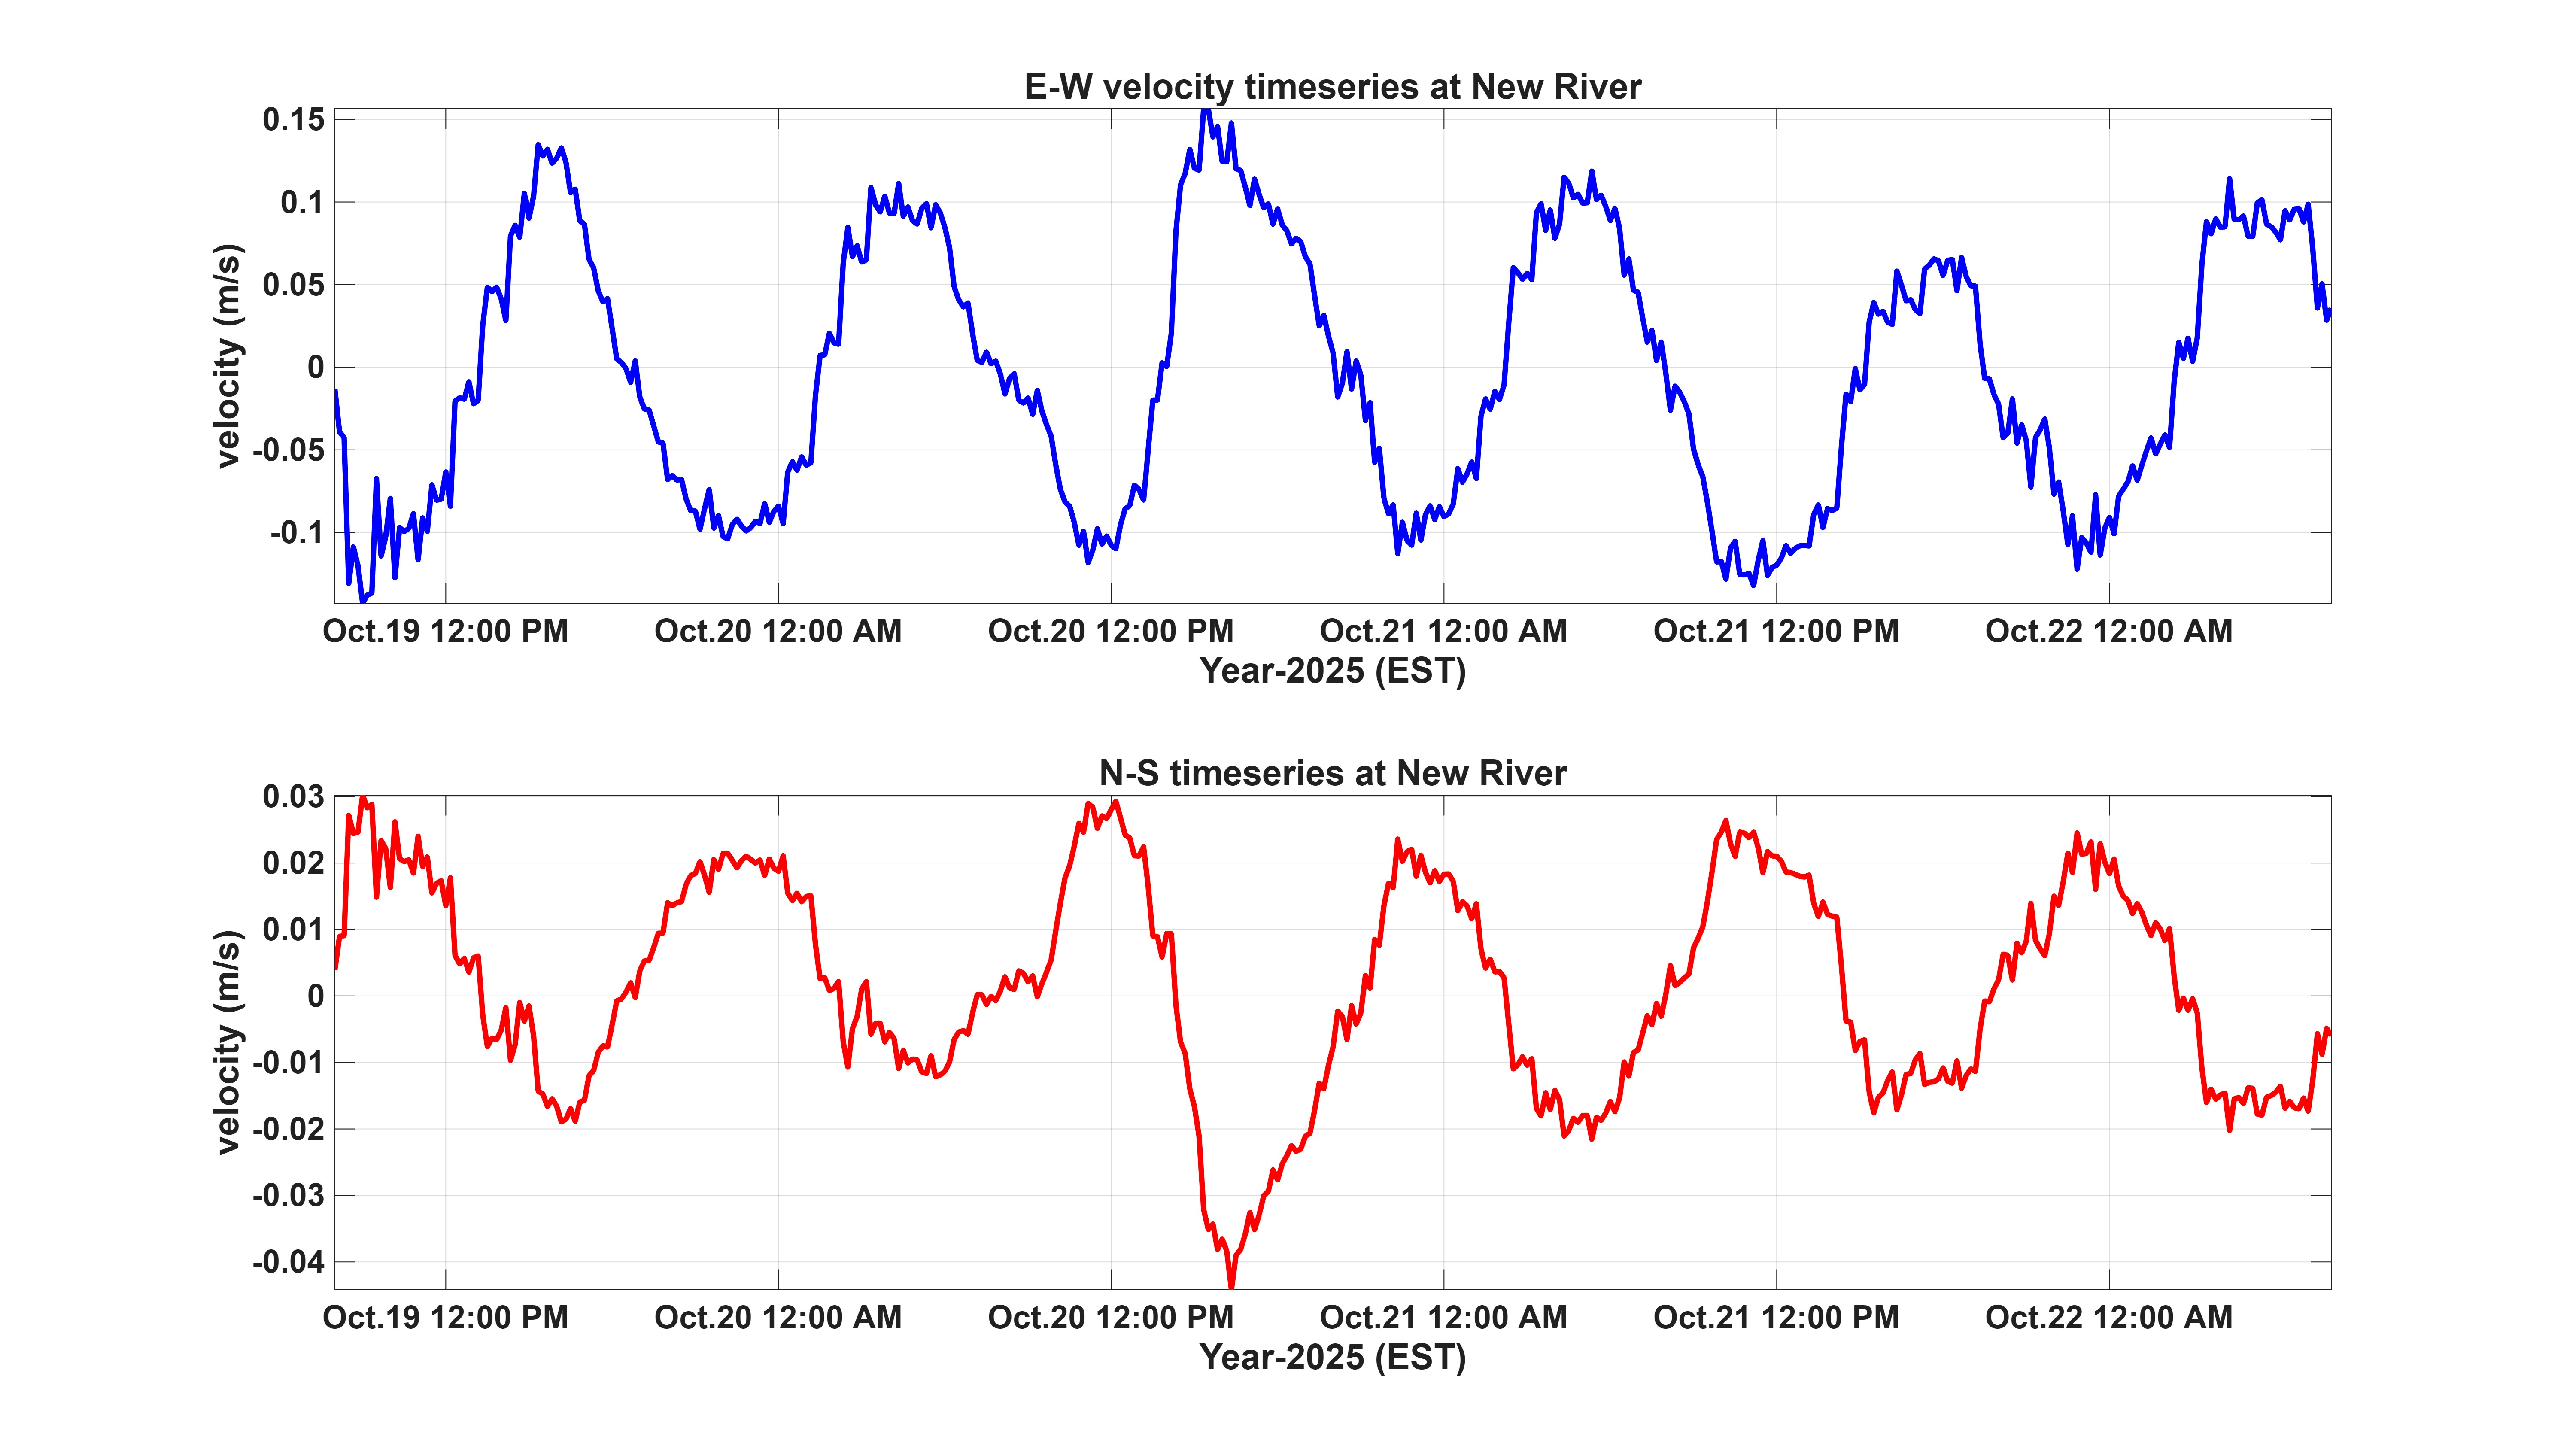 E-W velocity timeseries at New River
0.15
0.1
0.05
0
-0.05
-0.1
velocity (m/s)
Oct.19 12:00 PM Oct.20 12:00 AM Oct.20 12:00 PM Oct.21 12:00 AM Oct.21 12:00 PM Oct.22 12:00 AM
Year-2025 (EST)
N-S timeseries at New River
0.03
0.02
0.01
0
-0.01
-0.02
-0.03
-0.04
velocity (m/s)
Oct.19 12:00 PM Oct.20 12:00 AM Oct.20 12:00 PM Oct.21 12:00 AM Oct.21 12:00 PM Oct.22 12:00 AM
Year-2025 (EST)